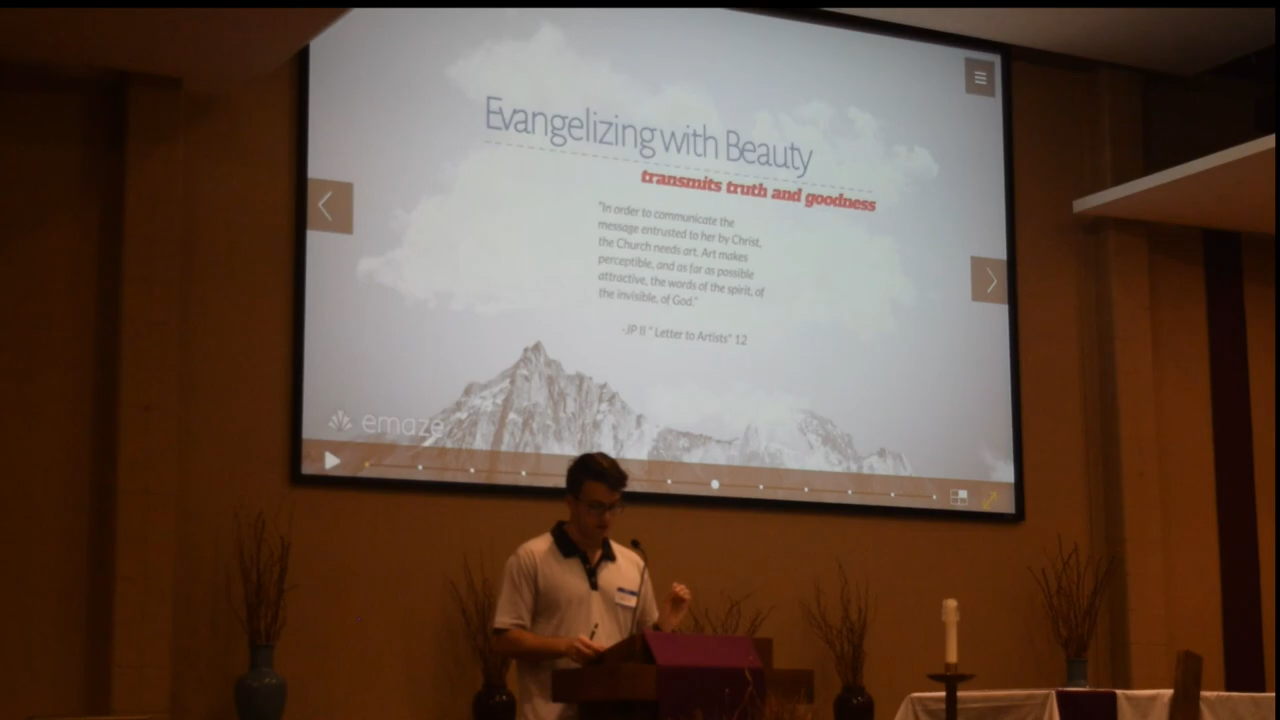 Evangelizing with Beauty
transmits truth and goodness
"In order to communicate the
message entrusted to her by Christ,
the Church needs art. Art makes
perceptible, and as far as possible
attractive, the words of the spirit, of
the invisible, of God."
-JP II " Letter to Artists" 12
emaze